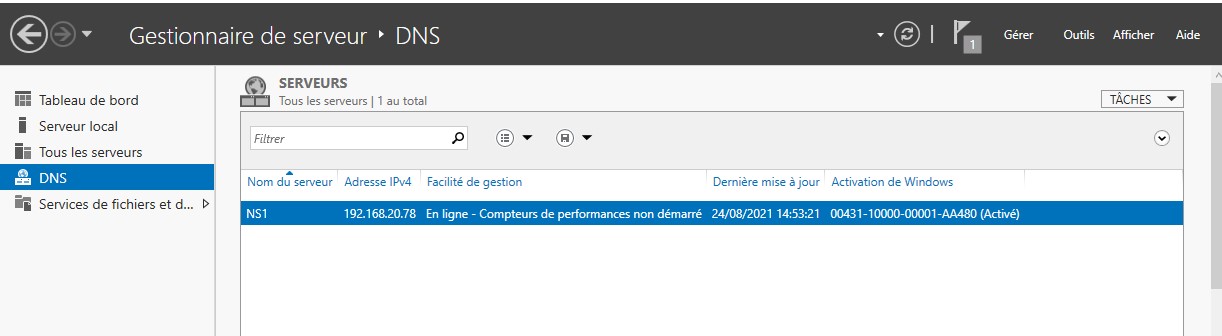 Gestionnaire de serveur ‣ DNS
1
Gérer Outils Afficher Aide
Tableau de bord
Serveur local
Tous les serveurs
DNS
Services de fichiers et d...
SERVEURS
Tous les serveurs | 1 au total
TÂCHES
Filtrer
Nom du serveur Adresse IPv4 Facilité de gestion Dernière mise à jour Activation de Windows
NS1 192.168.20.78 En ligne - Compteurs de performances non démarré 24/08/2021 14:53:21 00431-10000-00001-AA480 (Activé)